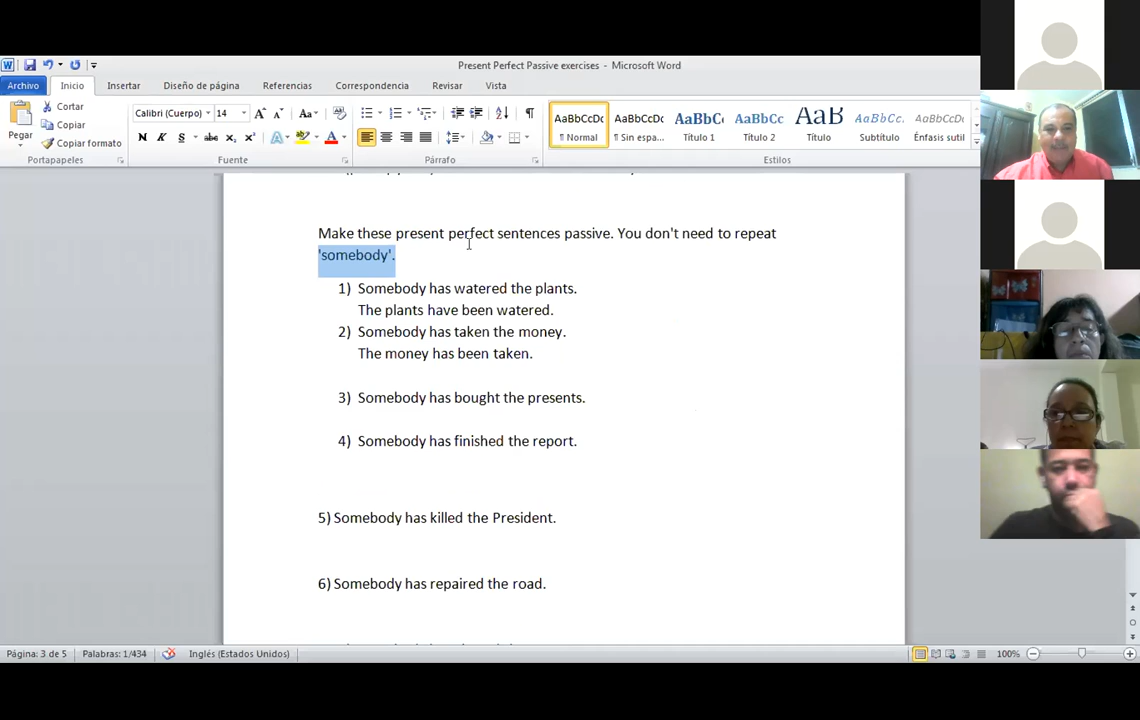 Present Perfect Passive exercises - Microsoft Word
Archivo Inicio Insertar Diseño de página Referencias Correspondencia Revisar Vista
Pegar
Cortar
Copiar
Copiar formato
Portapapeles
Calibri (Cuerpo) 14
Fuente
Párrafo
AaBbCcDc AaBbCcDc AaBbC AaBbCc AaB AaBbCc. AaBbCcDc
¶ Normal ¶ Sin espa... Título 1 Título 2 Título Subtítulo Énfasis sutil
Estilos
Make these present perfect sentences passive. You don't need to repeat
'somebody'.
1) Somebody has watered the plants.
The plants have been watered.
2) Somebody has taken the money.
The money has been taken.
3) Somebody has bought the presents.
4) Somebody has finished the report.
5) Somebody has killed the President.
6) Somebody has repaired the road.
Página: 3 de 5 Palabras: 1/434 Inglés (Estados Unidos) 100%